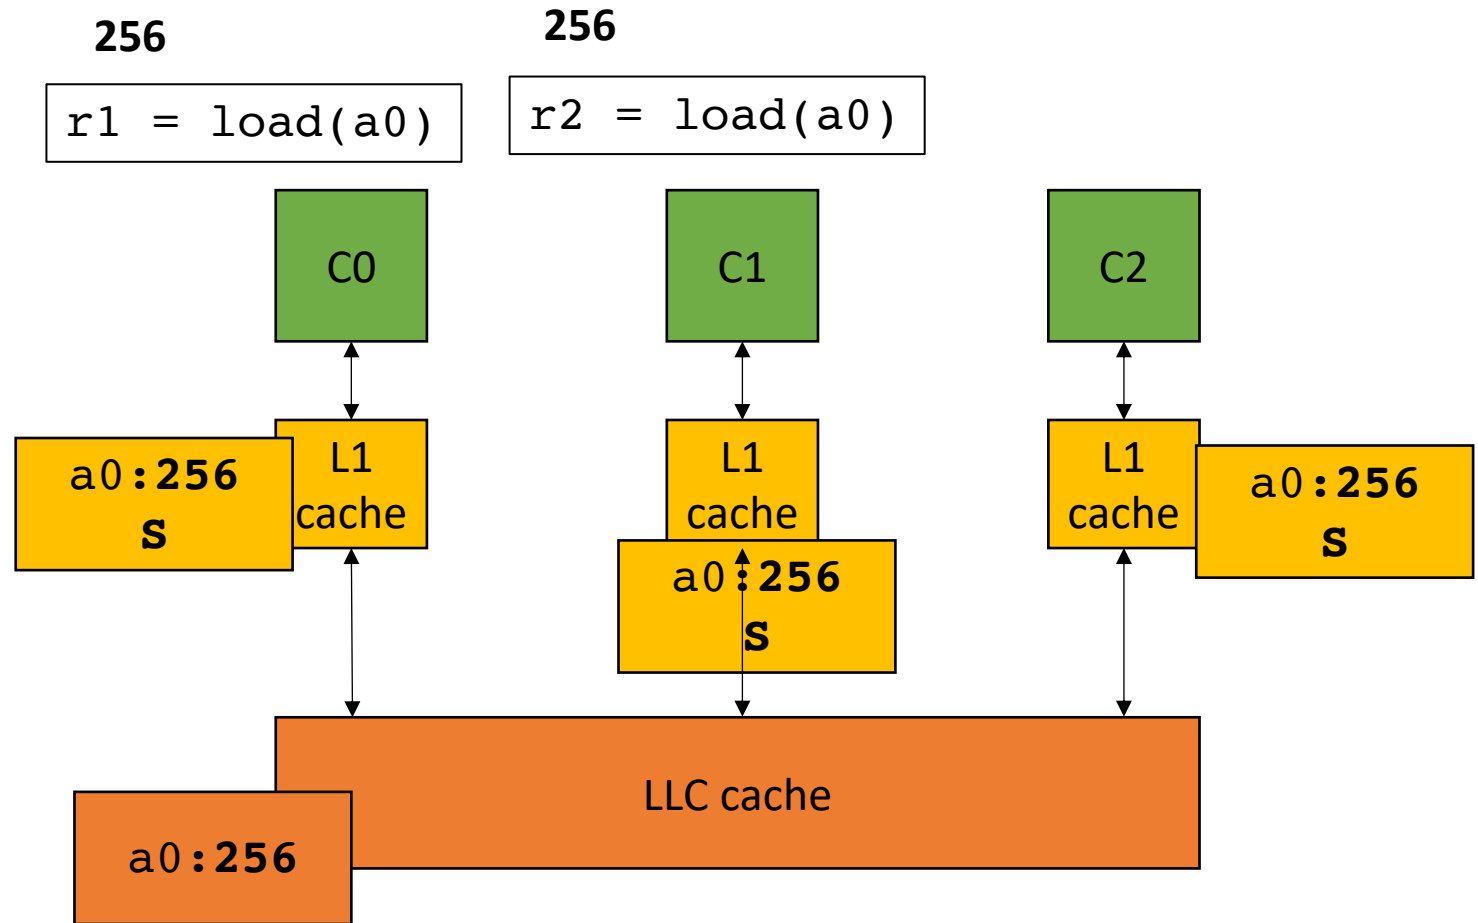 256
256
r1 = load(a0)
r2 = load(a0)
C0
C1
C2
L1
cache
L1
cache
L1
cache
a0:256
S
a0:256
S
a0:256
S
LLC cache
a0:256